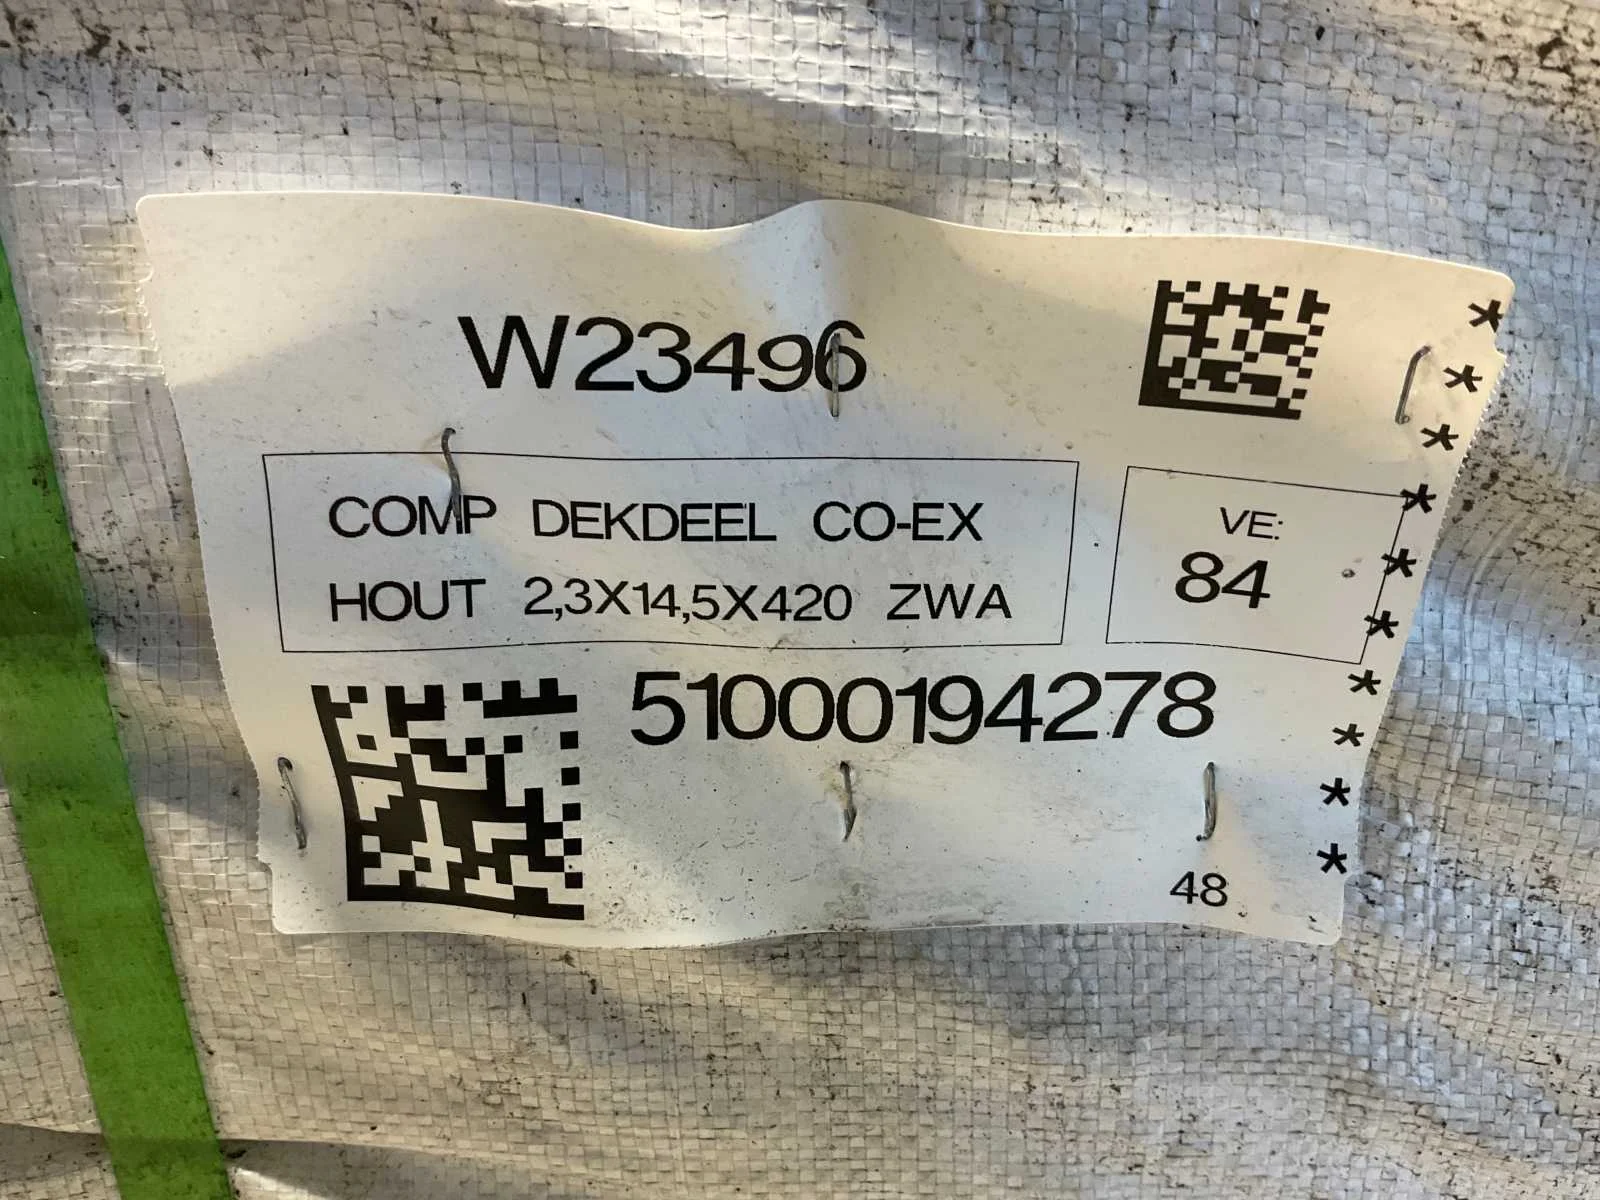 W23496
COMP DEKDEEL CO-EX
HOUT 2,3X14,5X420 ZWA
VE:
84
51000194278
48
* * * * * * * * * *